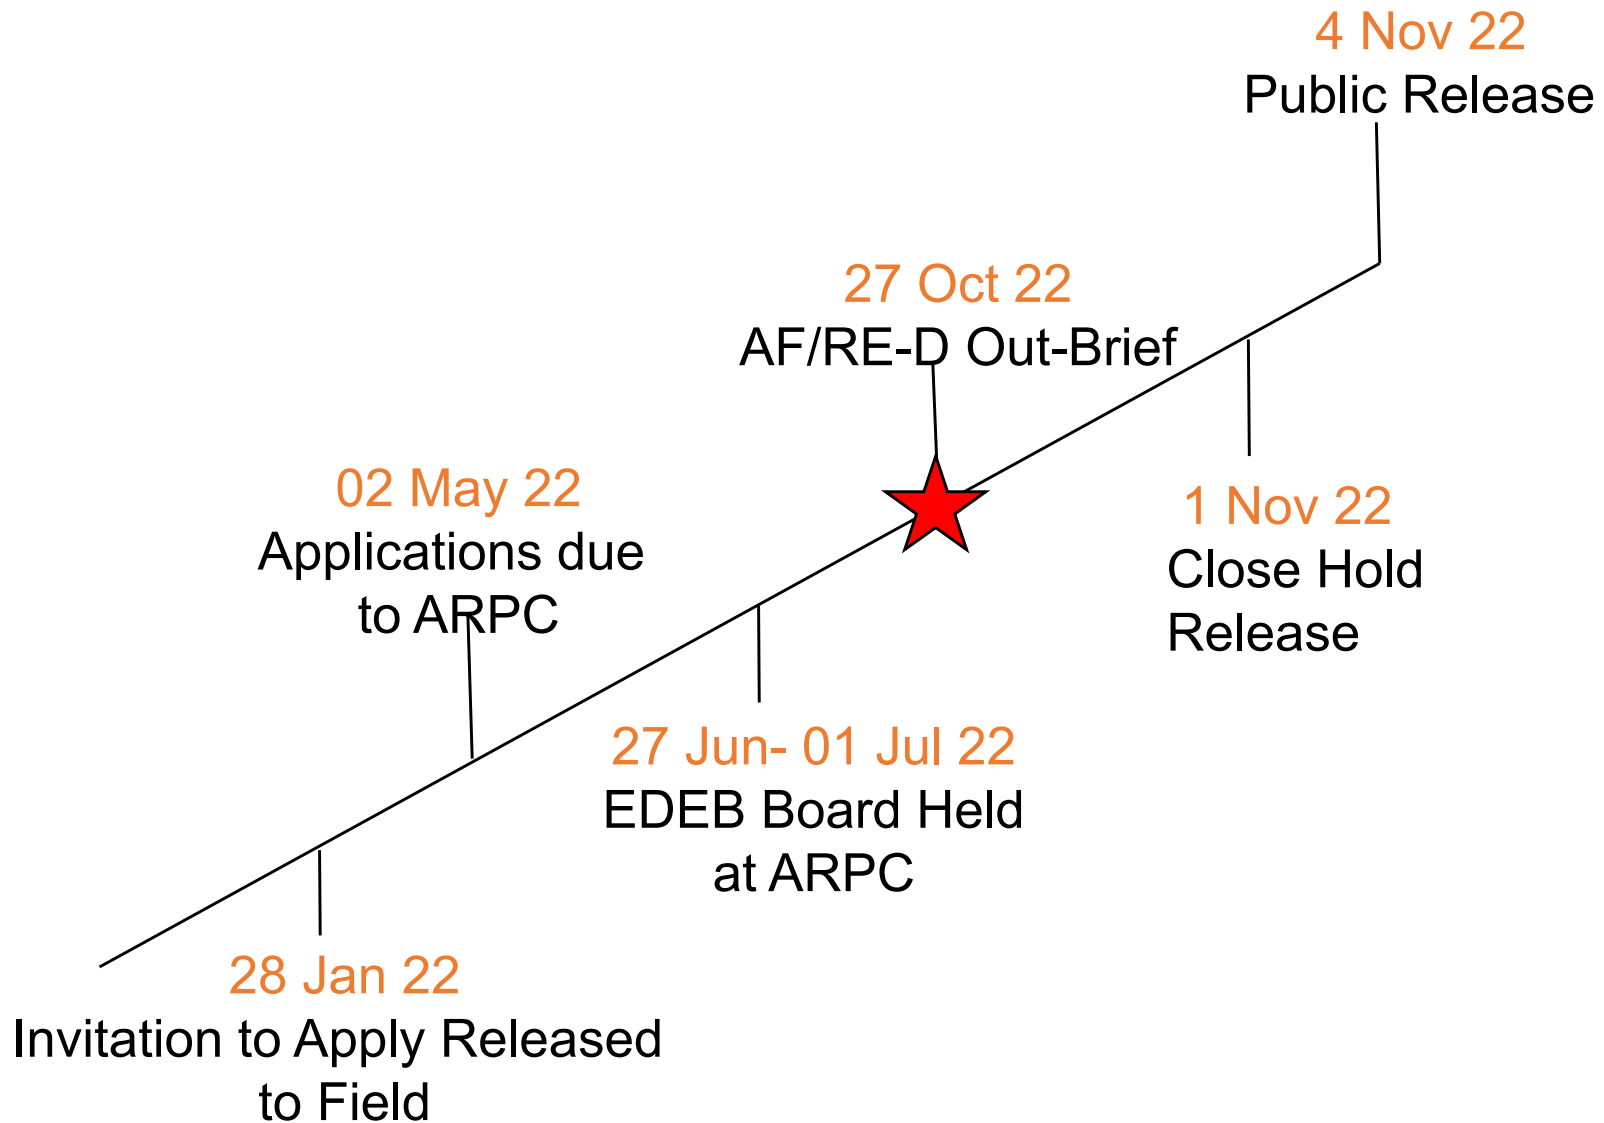 4 Nov 22
Public Release
27 Oct 22
AF/RE-D Out-Brief
02 May 22
Applications due
to ARPC
1 Nov 22
Close Hold
Release
27 Jun- 01 Jul 22
EDEB Board Held
at ARPC
28 Jan 22
Invitation to Apply Released
to Field